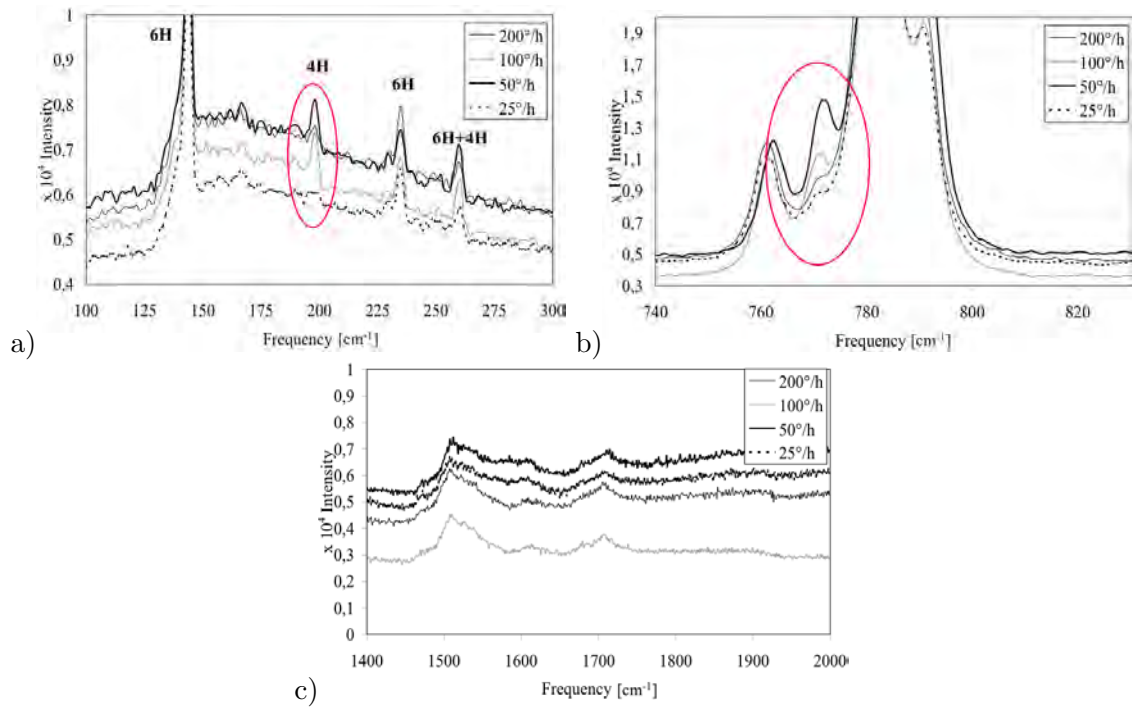 1
0,9
0,8
0,7
0,6
0,5
0,4
x 10⁴ Intensity
6H
4H
6H
6H+4H
200°/h
100°/h
50°/h
25°/h
100 125 150 175 200 225 250 275 300
Frequency [cm⁻¹]
a)
1,9
1,7
1,5
1,3
1,1
0,9
0,7
0,5
0,3
x 10⁴ Intensity
200°/h
100°/h
50°/h
25°/h
740 760 780 800 820
Frequency [cm⁻¹]
b)
1
0,9
0,8
0,7
0,6
0,5
0,4
0,3
0,2
0,1
0
x 10⁴ Intensity
200°/h
100°/h
50°/h
25°/h
1400 1500 1600 1700 1800 1900 2000
Frequency [cm⁻¹]
c)